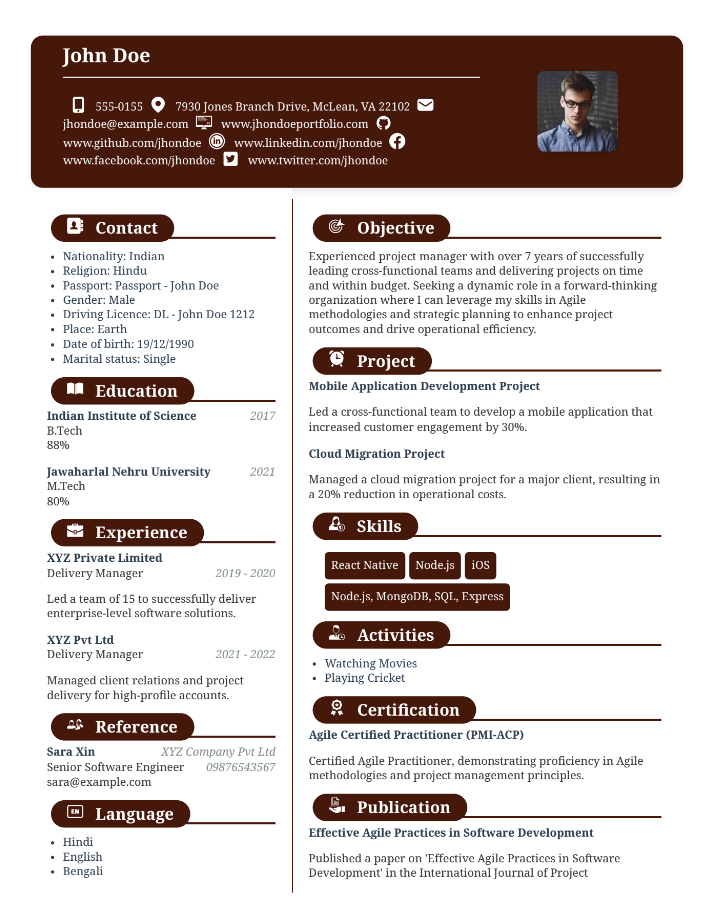 John Doe
555-0155 7930 Jones Branch Drive, McLean, VA 22102
jhondoe@example.com www.jhondoeportfolio.com
www.github.com/jhondoe www.linkedin.com/jhondoe
www.facebook.com/jhondoe www.twitter.com/jhondoe
Contact
Nationality: Indian
Religion: Hindu
Passport: Passport - John Doe
Gender: Male
Driving Licence: DL - John Doe 1212
Place: Earth
Date of birth: 19/12/1990
Marital status: Single
Education
Indian Institute of Science 2017
B.Tech
88%
Jawaharlal Nehru University 2021
M.Tech
80%
Experience
XYZ Private Limited
Delivery Manager 2019 - 2020
Led a team of 15 to successfully deliver
enterprise-level software solutions.
XYZ Pvt Ltd
Delivery Manager 2021 - 2022
Managed client relations and project
delivery for high-profile accounts.
Reference
Sara Xin XYZ Company Pvt Ltd
Senior Software Engineer 09876543567
sara@example.com
Language
EN
Hindi
English
Bengali
Objective
Experienced project manager with over 7 years of successfully
leading cross-functional teams and delivering projects on time
and within budget. Seeking a dynamic role in a forward-thinking
organization where I can leverage my skills in Agile
methodologies and strategic planning to enhance project
outcomes and drive operational efficiency.
Project
Mobile Application Development Project
Led a cross-functional team to develop a mobile application that
increased customer engagement by 30%.
Cloud Migration Project
Managed a cloud migration project for a major client, resulting in
a 20% reduction in operational costs.
Skills
React Native Node.js iOS
Node.js, MongoDB, SQL, Express
Activities
Watching Movies
Playing Cricket
Certification
Agile Certified Practitioner (PMI-ACP)
Certified Agile Practitioner, demonstrating proficiency in Agile
methodologies and project management principles.
Publication
Effective Agile Practices in Software Development
Published a paper on 'Effective Agile Practices in Software
Development' in the International Journal of Project